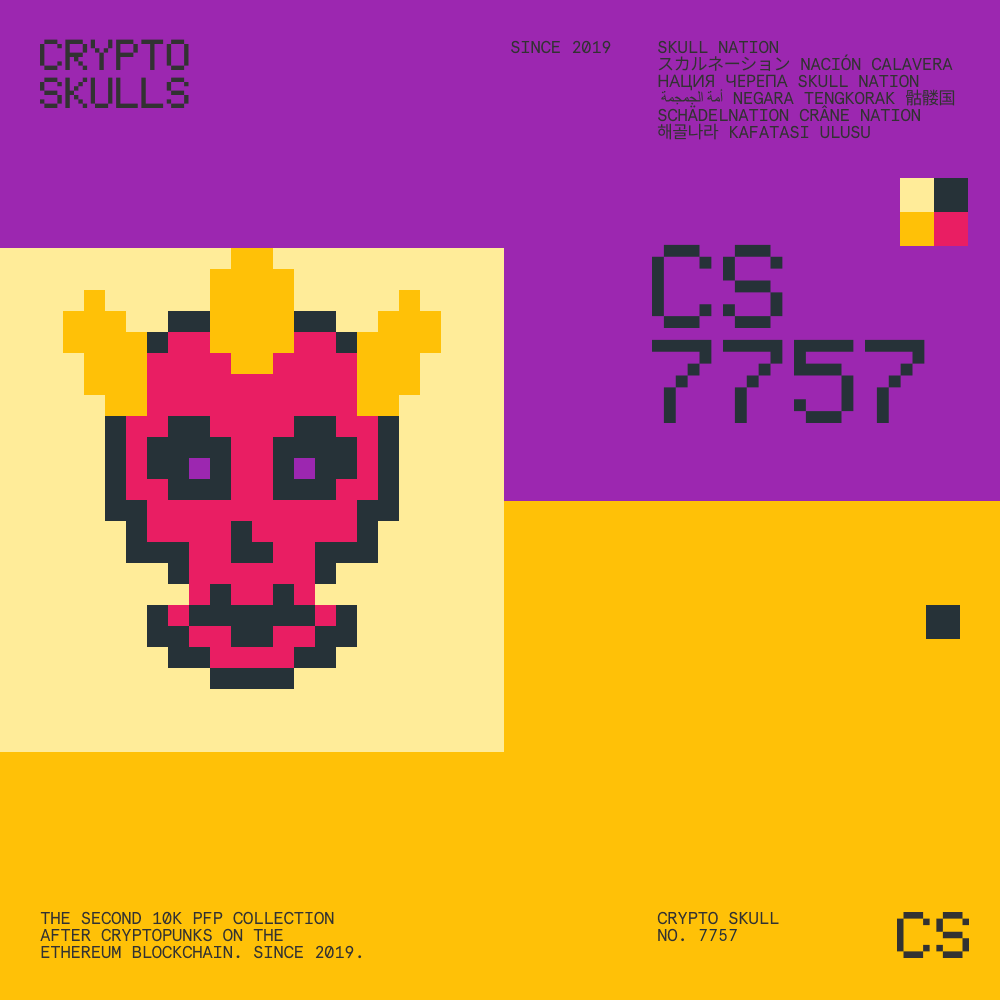 CRYPTO
SKULLS
SINCE 2019
SKULL NATION
スカルネーション NACIÓN CALAVERA
НАЦИЯ ЧЕРЕПА SKULL NATION
أمة الجمجمة NEGARA TENGKORAK 骷髅国
SCHÄDELNATION CRÂNE NATION
해골나라 KAFATASI ULUSU
CS
7757
THE SECOND 10K PFP COLLECTION
AFTER CRYPTOPUNKS ON THE
ETHEREUM BLOCKCHAIN. SINCE 2019.
CRYPTO SKULL
NO. 7757
CS